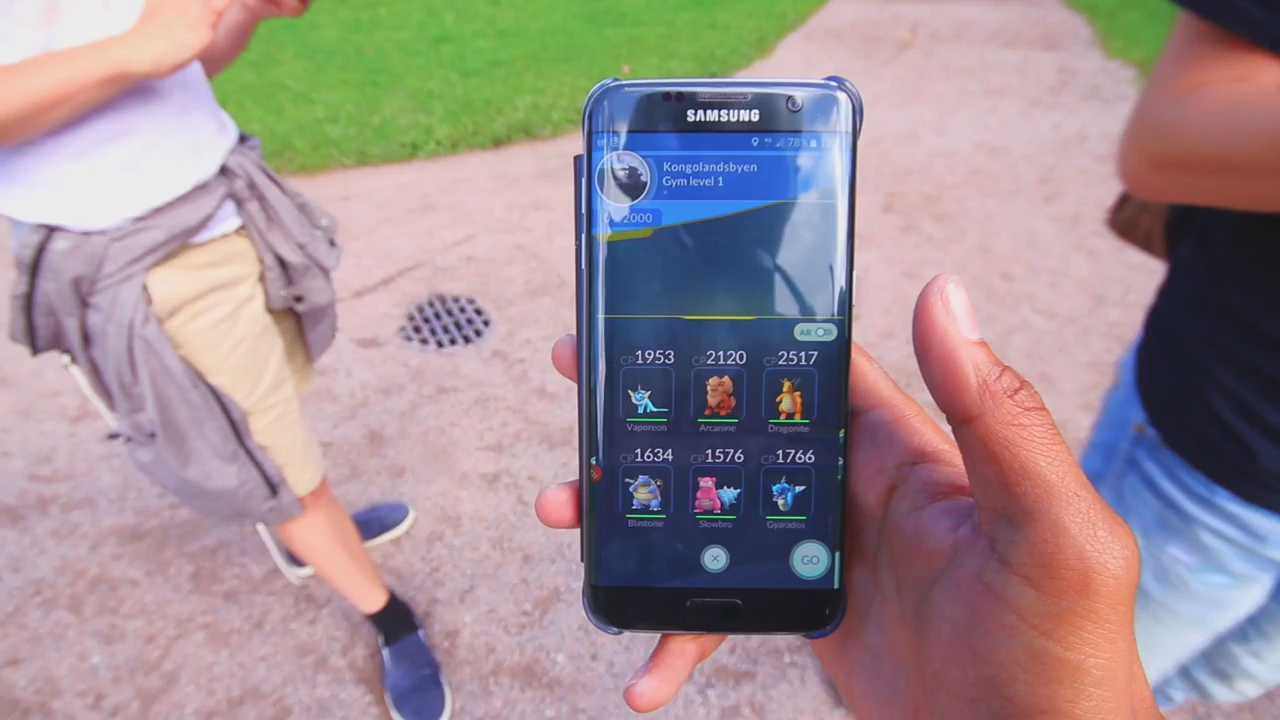 SAMSUNG
78%
Kongolandsbyen
Gym level 1
2000
AR
CP1953 CP2120 CP2517
Vaporeon Arcanine Dragonite
CP1634 CP1576 CP1766
Blastoise Slowbro Gyarados
GO